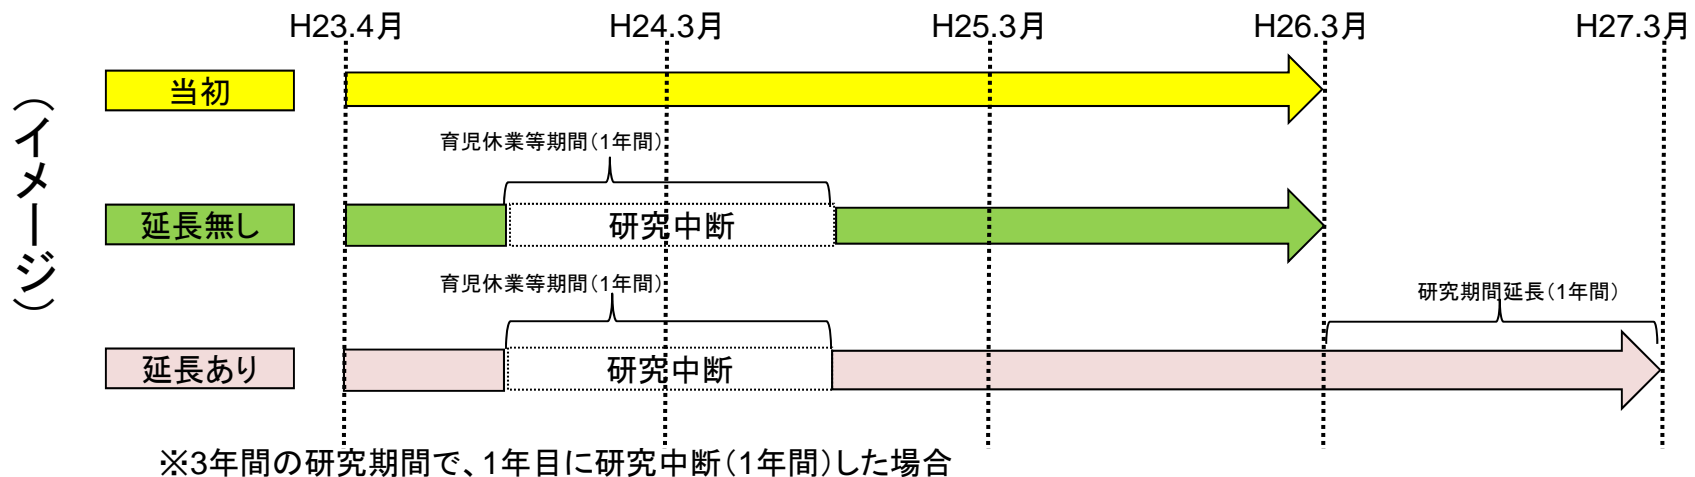 H23.4月 H24.3月 H25.3月 H26.3月 H27.3月
（イメージ）
当初
育児休業等期間（1年間）
延長無し 研究中断
育児休業等期間（1年間）
研究期間延長（1年間）
延長あり 研究中断
※3年間の研究期間で、1年目に研究中断（1年間）した場合